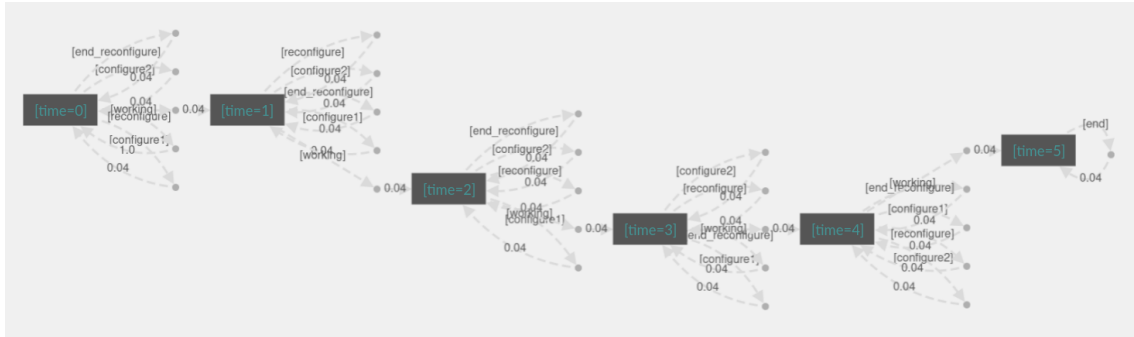 [end_reconfigure]
[configure2]
0.04
0.04
[working]
[reconfigure]
[configure1]
1.0
0.04
[time=0]
0.04
[reconfigure]
[configure2]
0.04
[end_reconfigure]
0.04
[configure1]
0.04
0.04
[working]
[time=1]
0.04
[end_reconfigure]
[configure2]
0.04
[reconfigure]
0.04
0.04
[working]
[configure1]
0.04
[time=2]
0.04
[configure2]
[reconfigure]
0.04
0.04
[working]
[end_reconfigure]
[configure1]
0.04
0.04
[time=3]
0.04
[working]
[end_reconfigure]
[configure1]
0.04
[reconfigure]
0.04
[configure2]
0.04
0.04
[time=4]
0.04
[time=5]
[end]
0.04